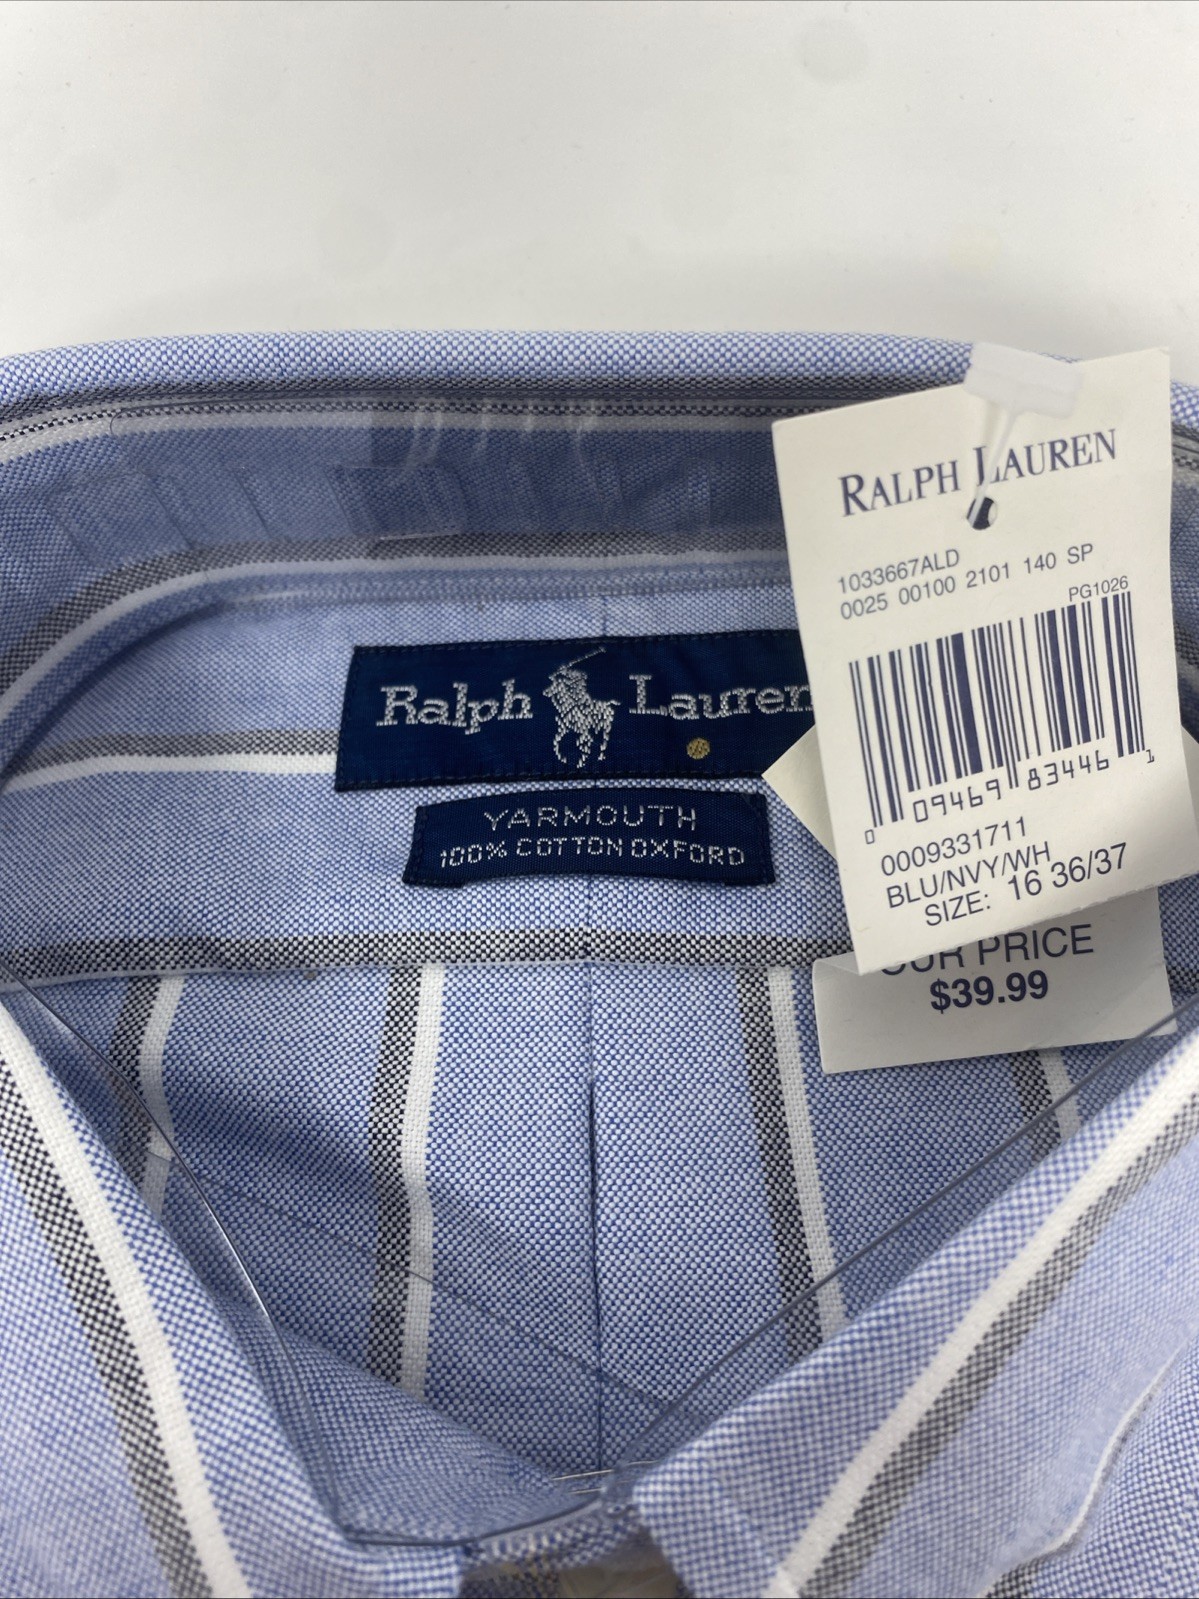 RALPH LAUREN
1033667ALD
0025 00100 2101 140 SP
PG1026
0 09469 83446 1
0009331711
BLU/NVY/WH
SIZE: 16 36/37
OUR PRICE
$39.99
Ralph Lauren
YARMOUTH
100% COTTON OXFORD